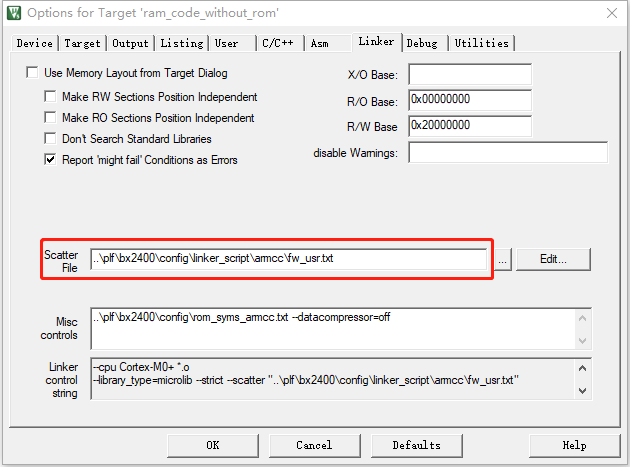 Options for Target 'ram_code_without_rom'
Device Target Output Listing User C/C++ Asm Linker Debug Utilities
Use Memory Layout from Target Dialog
X/O Base:
Make RW Sections Position Independent
R/O Base: 0x00000000
Make RO Sections Position Independent
R/W Base 0x20000000
Don't Search Standard Libraries
disable Warnings:
Report 'might fail' Conditions as Errors
Scatter
File
..\plf\bx2400\config\linker_script\armcc\fw_usr.txt
... Edit...
Misc
controls
..\plf\bx2400\config\rom_syms_armcc.txt --datacompressor=off
Linker
control
string
--cpu Cortex-M0+ *.o
--library_type=microlib --strict --scatter "..\plf\bx2400\config\linker_script\armcc\fw_usr.txt"
OK Cancel Defaults Help